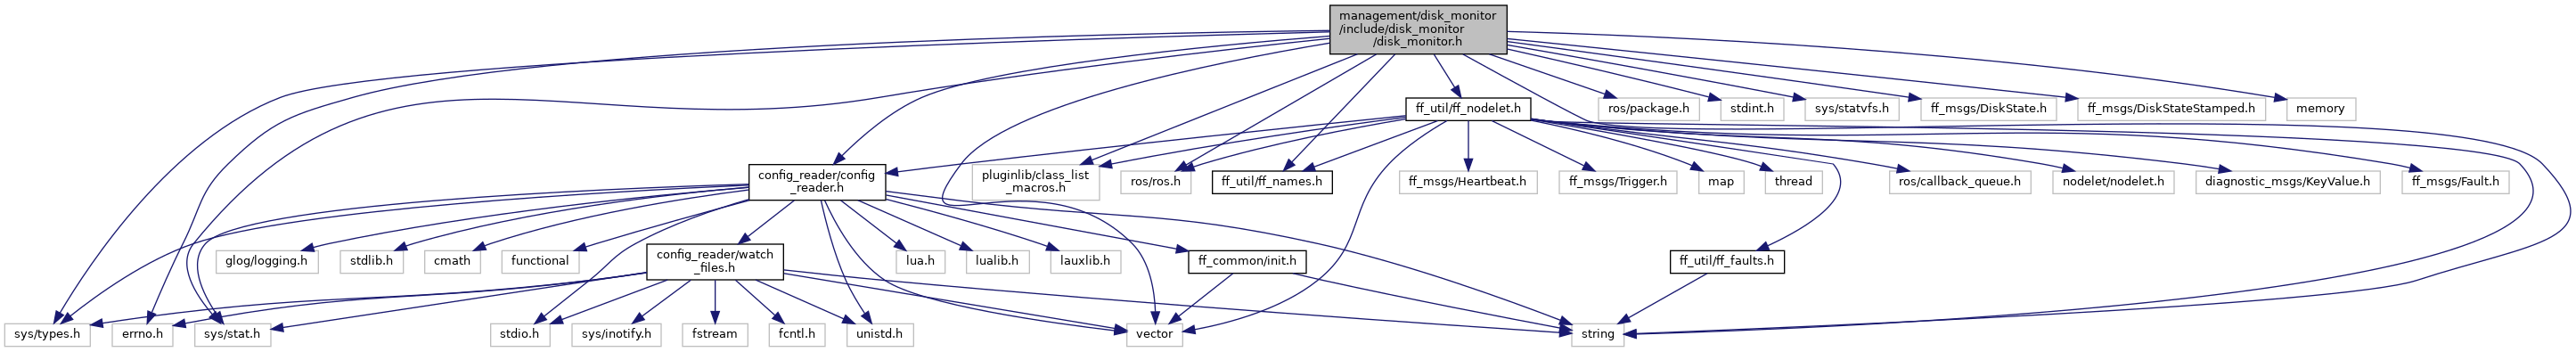 management/disk_monitor
/include/disk_monitor
/disk_monitor.h
ff_util/ff_nodelet.h
ros/package.h
stdint.h
sys/statvfs.h
ff_msgs/DiskState.h
ff_msgs/DiskStateStamped.h
memory
config_reader/config
_reader.h
pluginlib/class_list
_macros.h
ros/ros.h
ff_util/ff_names.h
ff_msgs/Heartbeat.h
ff_msgs/Trigger.h
map
thread
ros/callback_queue.h
nodelet/nodelet.h
diagnostic_msgs/KeyValue.h
ff_msgs/Fault.h
glog/logging.h
stdlib.h
cmath
functional
config_reader/watch
_files.h
lua.h
lualib.h
lauxlib.h
ff_common/init.h
ff_util/ff_faults.h
sys/types.h
errno.h
sys/stat.h
stdio.h
sys/inotify.h
fstream
fcntl.h
unistd.h
vector
string